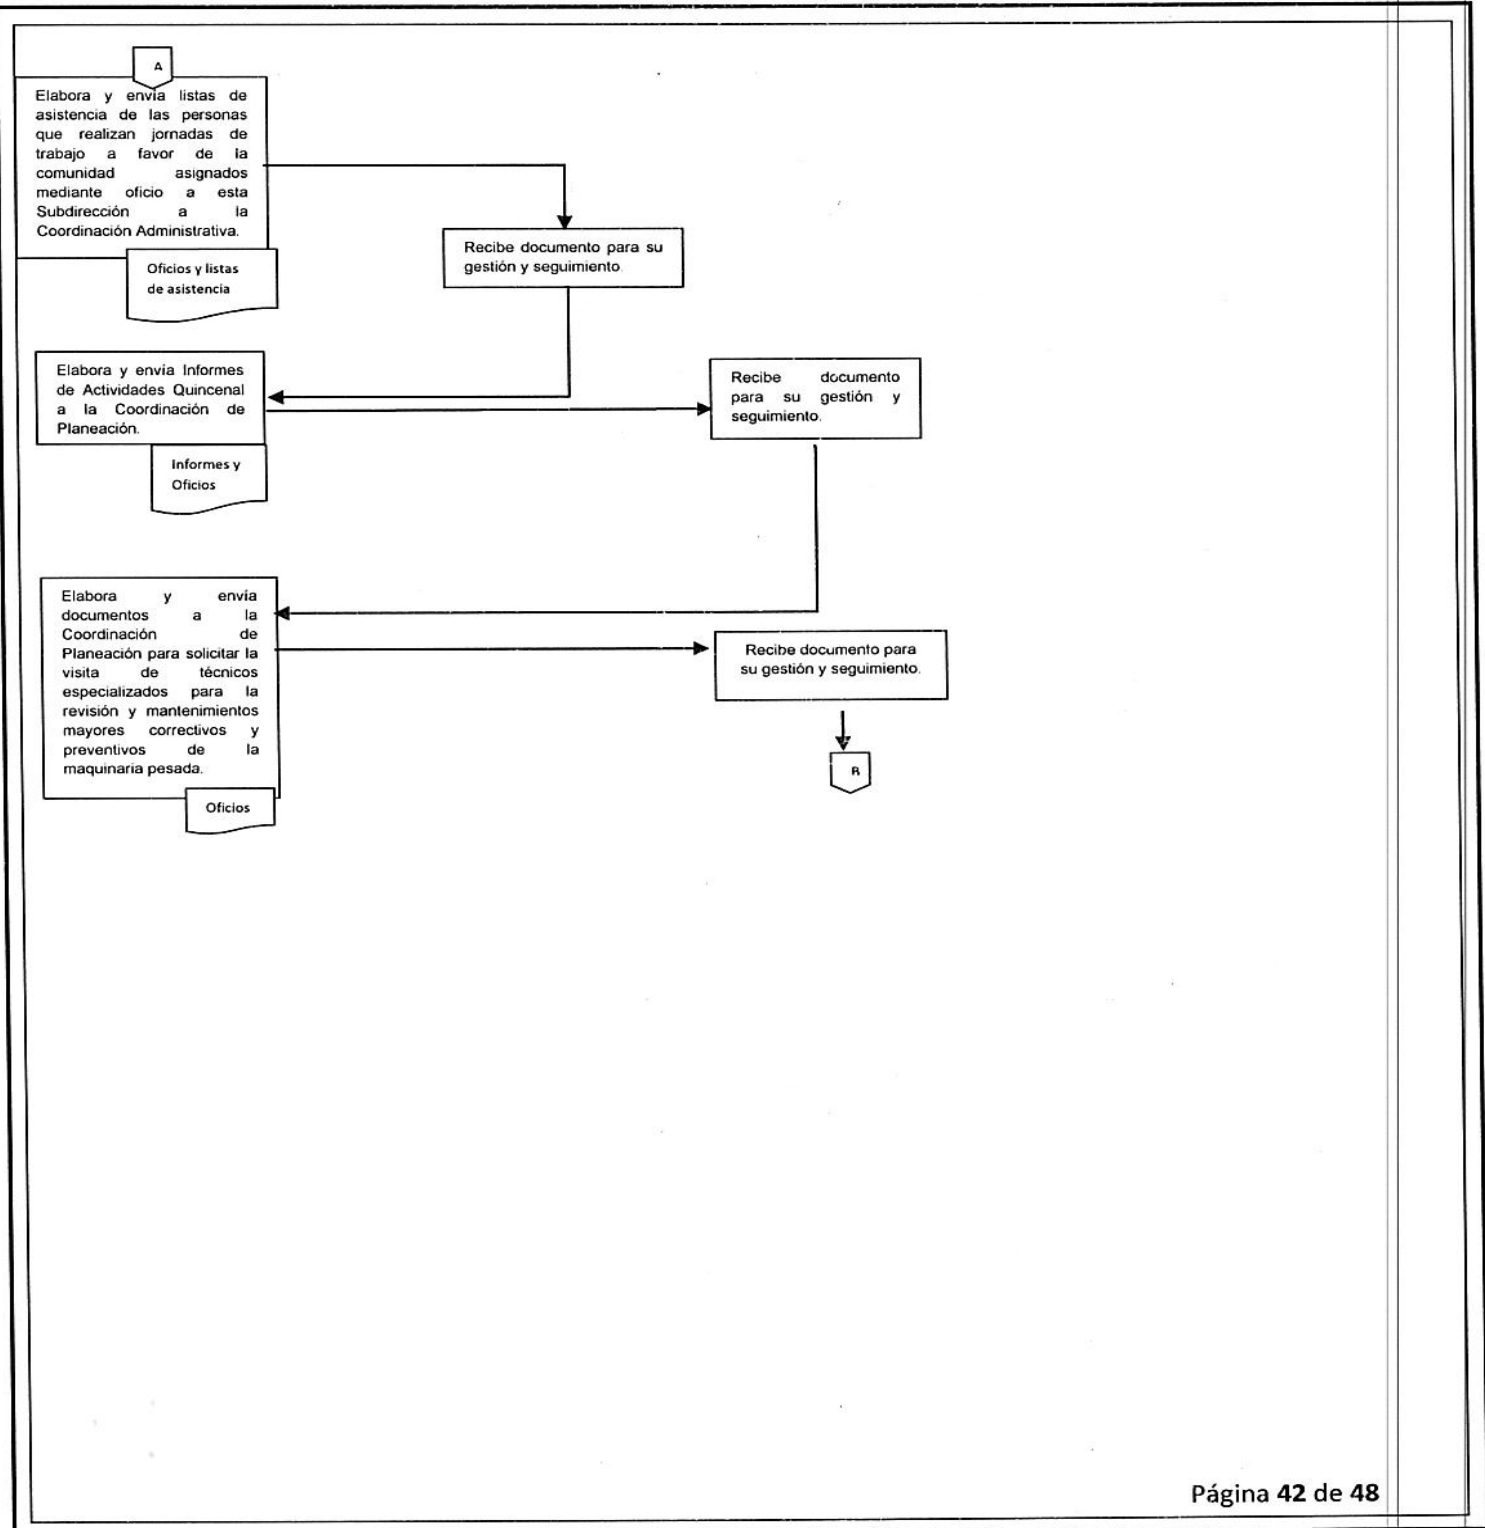 A
Elabora y envía listas de
asistencia de las personas
que realizan jornadas de
trabajo a favor de la
comunidad asignados
mediante oficio a esta
Subdirección a la
Coordinación Administrativa.
Oficios y listas
de asistencia
Recibe documento para su
gestión y seguimiento.
Elabora y envía Informes
de Actividades Quincenal
a la Coordinación de
Planeación.
Informes y
Oficios
Recibe documento
para su gestión y
seguimiento.
Elabora y envía
documentos a la
Coordinación de
Planeación para solicitar la
visita de técnicos
especializados para la
revisión y mantenimientos
mayores correctivos y
preventivos de la
maquinaria pesada.
Oficios
Recibe documento para
su gestión y seguimiento.
B
Página 42 de 48